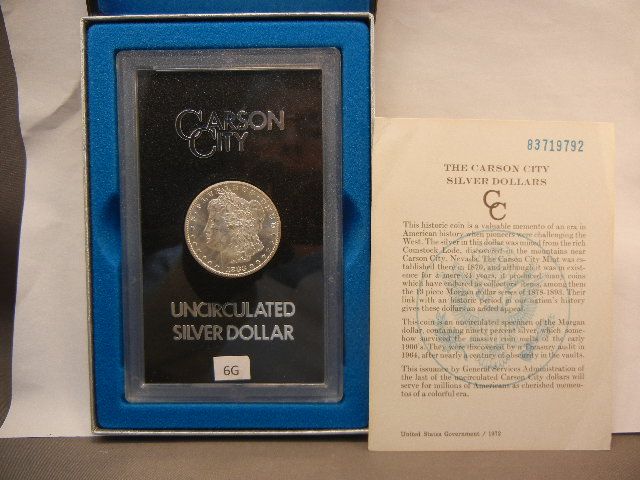 CARSON
CITY
E PLURIBUS UNUM
UNCIRCULATED
SILVER DOLLAR
6G
83719792
THE CARSON CITY
SILVER DOLLARS
CC
This historic coin is a valuable memento of an era in
American history when pioneers were challenging the
West. The silver in this dollar was mined from the rich
Comstock Lode, discovered in the mountains near
Carson City, Nevada. The Carson City Mint was es-
tablished there in 1870, and although it was in exist-
ence for a mere 21 years, it produced many coins
which have endured as collectors' items, among them
the 13 piece Morgan dollar series of 1878-1893. Their
link with an historic period in our nation's history
gives these dollars an added appeal.
This coin is an uncirculated specimen of the Morgan
dollar, containing ninety percent silver, which some-
how survived the massive coin melts of the early
1900's. They were discovered by a Treasury audit in
1964, after nearly a century of obscurity in the vaults.
This issuance by General Services Administration of
the last of the uncirculated Carson City dollars will
serve for millions of Americans as cherished memen-
tos of a colorful era.
United States Government / 1972